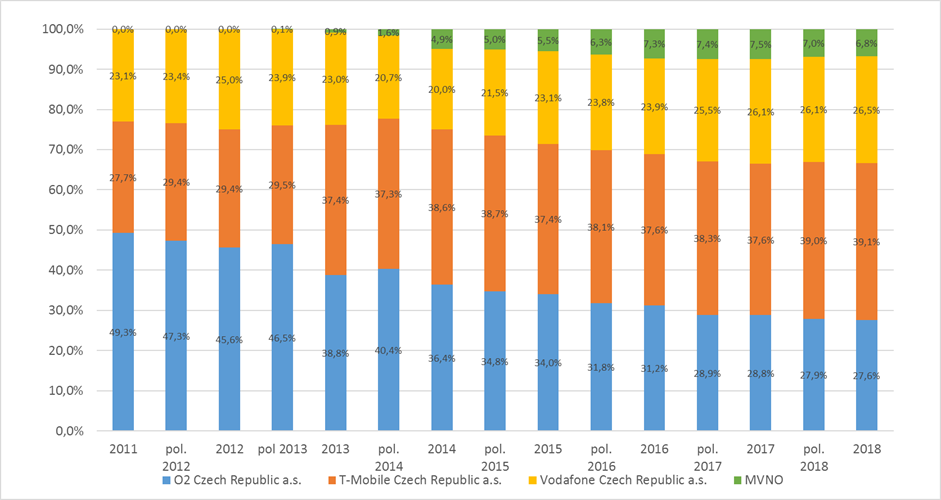 100,0%
90,0%
80,0%
70,0%
60,0%
50,0%
40,0%
30,0%
20,0%
10,0%
0,0%
0,0% 0,0% 0,0% 0,1% 0,9% 1,6% 4,9% 5,0% 5,5% 6,3% 7,3% 7,4% 7,5% 7,0% 6,8%
23,1% 23,4% 25,0% 23,9% 23,0% 20,7% 20,0% 21,5% 23,1% 23,8% 23,9% 25,5% 26,1% 26,1% 26,5%
27,7% 29,4% 29,4% 29,5% 37,4% 37,3% 38,6% 38,7% 37,4% 38,1% 37,6% 38,3% 37,6% 39,0% 39,1%
49,3% 47,3% 45,6% 46,5% 38,8% 40,4% 36,4% 34,8% 34,0% 31,8% 31,2% 28,9% 28,8% 27,9% 27,6%
2011 pol. 2012 pol 2013 2013 pol. 2014 pol. 2015 pol. 2016 pol. 2017 pol. 2018
2012 2014 2015 2016 2017 2018
O2 Czech Republic a.s. T-Mobile Czech Republic a.s. Vodafone Czech Republic a.s. MVNO